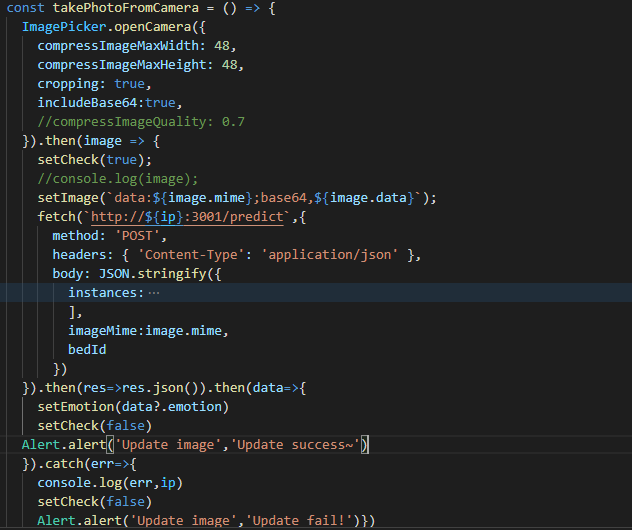 const takePhotoFromCamera = () => {
ImagePicker.openCamera({
compressImageMaxWidth: 48,
compressImageMaxHeight: 48,
cropping: true,
includeBase64:true,
//compressImageQuality: 0.7
}).then(image => {
setCheck(true);
//console.log(image);
setImage(`data:${image.mime};base64,${image.data}`);
fetch(`http://${ip}:3001/predict`,{
method: 'POST',
headers: { 'Content-Type': 'application/json' },
body: JSON.stringify({
instances:⋯
],
imageMime:image.mime,
bedId
})
}).then(res=>res.json()).then(data=>{
setEmotion(data?.emotion)
setCheck(false)
Alert.alert('Update image','Update success~')
}).catch(err=>{
console.log(err,ip)
setCheck(false)
Alert.alert('Update image','Update fail!')})